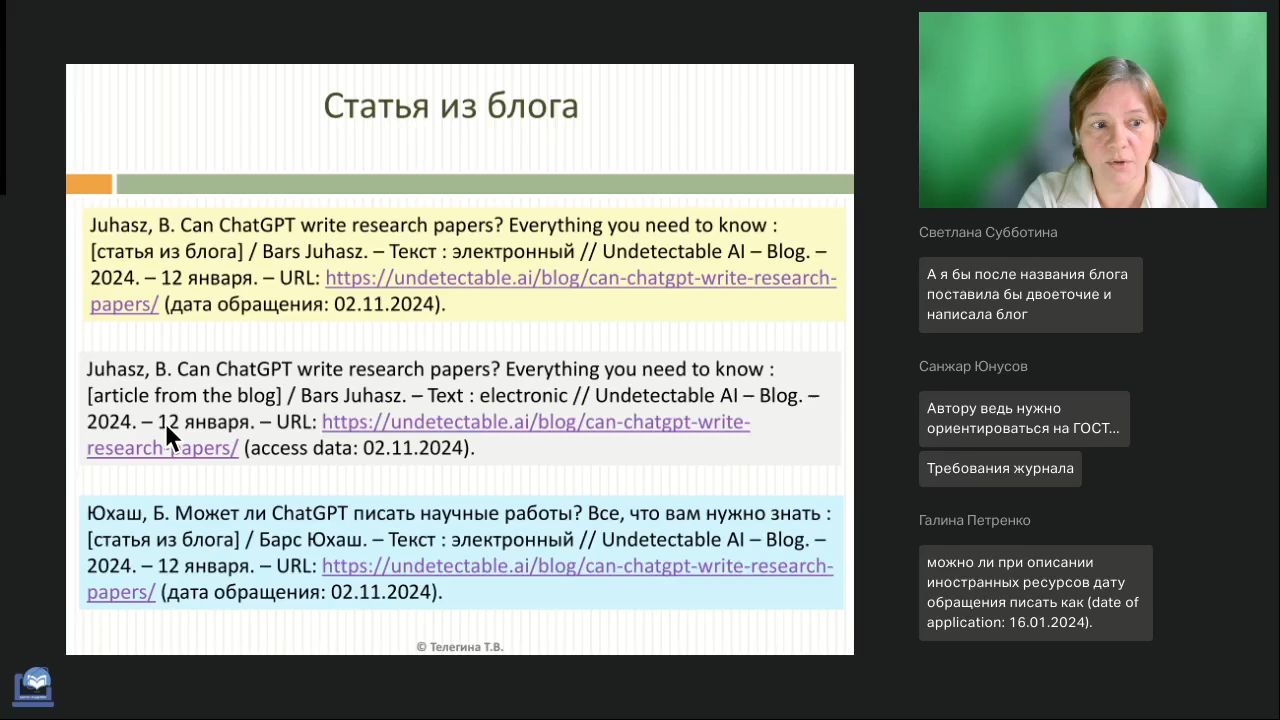 Статья из блога
Juhasz, B. Can ChatGPT write research papers? Everything you need to know :
[статья из блога] / Bars Juhasz. – Текст : электронный // Undetectable AI – Blog. –
2024. – 12 января. – URL: https://undetectable.ai/blog/can-chatgpt-write-research-
papers/ (дата обращения: 02.11.2024).
Juhasz, B. Can ChatGPT write research papers? Everything you need to know :
[article from the blog] / Bars Juhasz. – Text : electronic // Undetectable AI – Blog. –
2024. – 12 января. – URL: https://undetectable.ai/blog/can-chatgpt-write-
research-papers/ (access data: 02.11.2024).
Юхаш, Б. Может ли ChatGPT писать научные работы? Все, что вам нужно знать :
[статья из блога] / Барс Юхаш. – Текст : электронный // Undetectable AI – Blog. –
2024. – 12 января. – URL: https://undetectable.ai/blog/can-chatgpt-write-research-
papers/ (дата обращения: 02.11.2024).
© Телегина Т.В.
Светлана Субботина
А я бы после названия блога
поставила бы двоеточие и
написала блог
Санжар Юнусов
Автору ведь нужно
ориентироваться на ГОСТ...
Требования журнала
Галина Петренко
можно ли при описании
иностранных ресурсов дату
обращения писать как (date of
application: 16.01.2024).